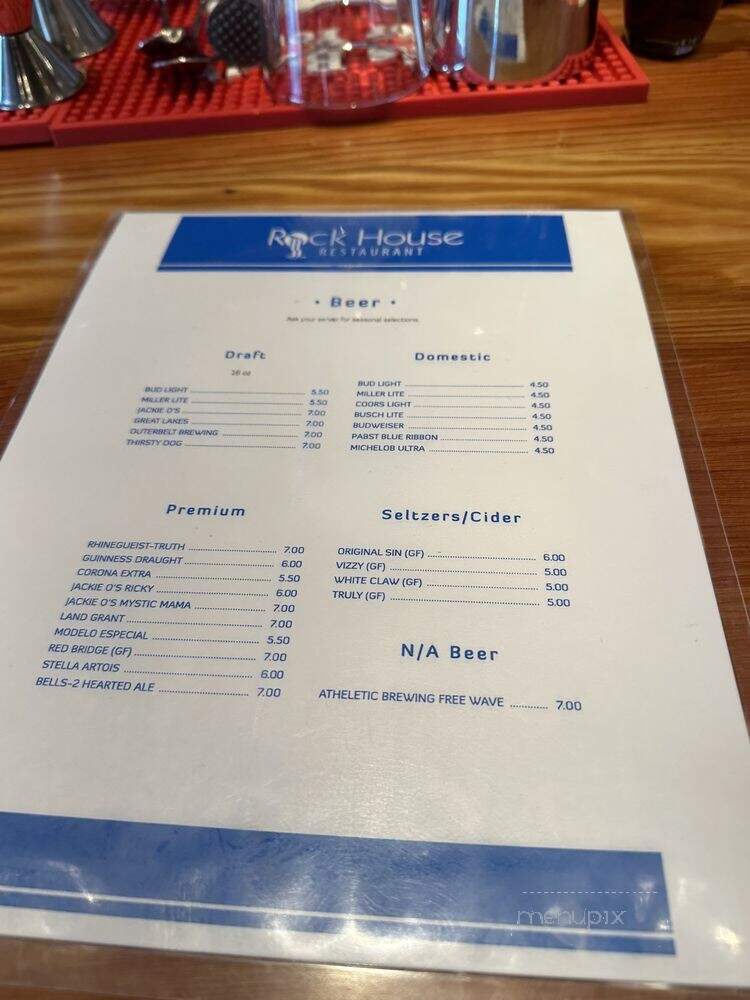 Rock House
RESTAURANT
• Beer •
Ask your server for seasonal selections.
Draft
16 oz
BUD LIGHT 5.50
MILLER LITE 5.50
JACKIE O'S 7.00
GREAT LAKES 7.00
OUTERBELT BREWING 7.00
THIRSTY DOG 7.00
Domestic
BUD LIGHT 4.50
MILLER LITE 4.50
COORS LIGHT 4.50
BUSCH LITE 4.50
BUDWEISER 4.50
PABST BLUE RIBBON 4.50
MICHELOB ULTRA 4.50
Premium
RHINEGUEIST-TRUTH 7.00
GUINNESS DRAUGHT 6.00
CORONA EXTRA 5.50
JACKIE O'S RICKY 6.00
JACKIE O'S MYSTIC MAMA 7.00
LAND GRANT 7.00
MODELO ESPECIAL 5.50
RED BRIDGE (GF) 7.00
STELLA ARTOIS 6.00
BELLS-2 HEARTED ALE 7.00
Seltzers/Cider
ORIGINAL SIN (GF) 6.00
VIZZY (GF) 5.00
WHITE CLAW (GF) 5.00
TRULY (GF) 5.00
N/A Beer
ATHELETIC BREWING FREE WAVE 7.00
menupix